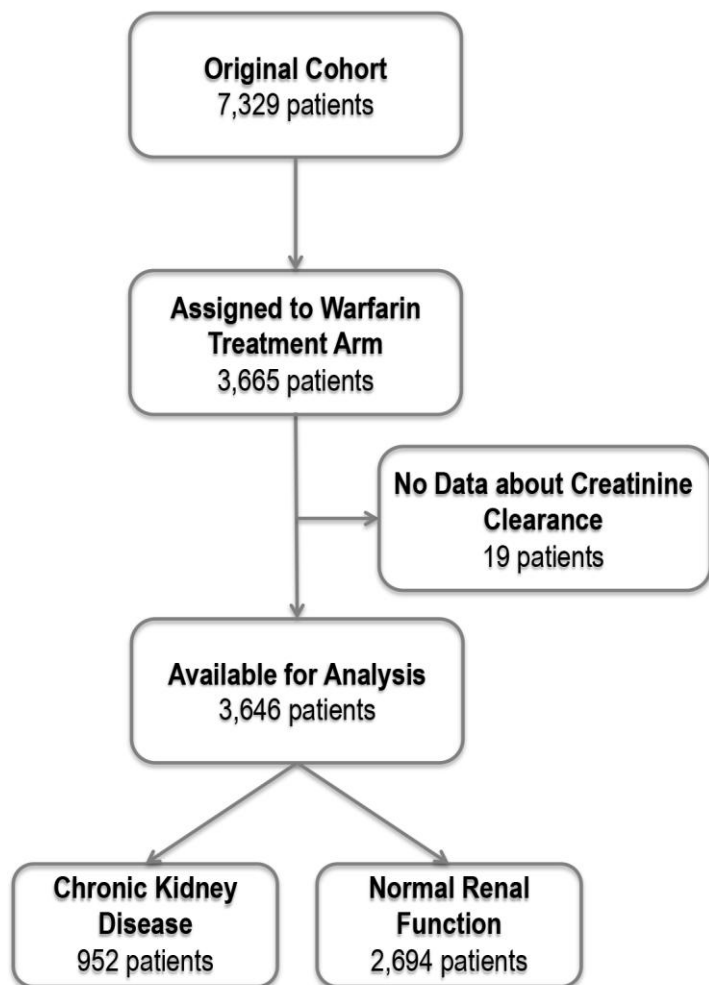 Original Cohort
7,329 patients
Assigned to Warfarin
Treatment Arm
3,665 patients
No Data about Creatinine
Clearance
19 patients
Available for Analysis
3,646 patients
Chronic Kidney
Disease
952 patients
Normal Renal
Function
2,694 patients